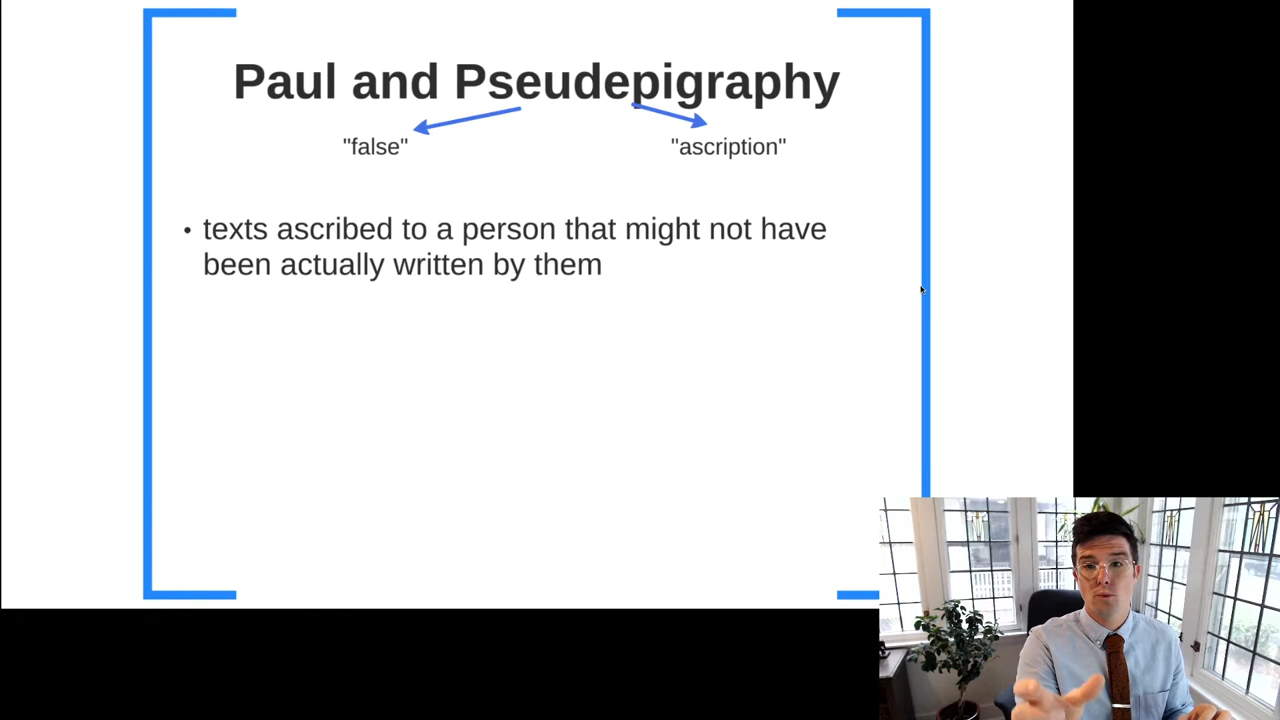 Paul and Pseudepigraphy
"false" "ascription"
• texts ascribed to a person that might not have
been actually written by them